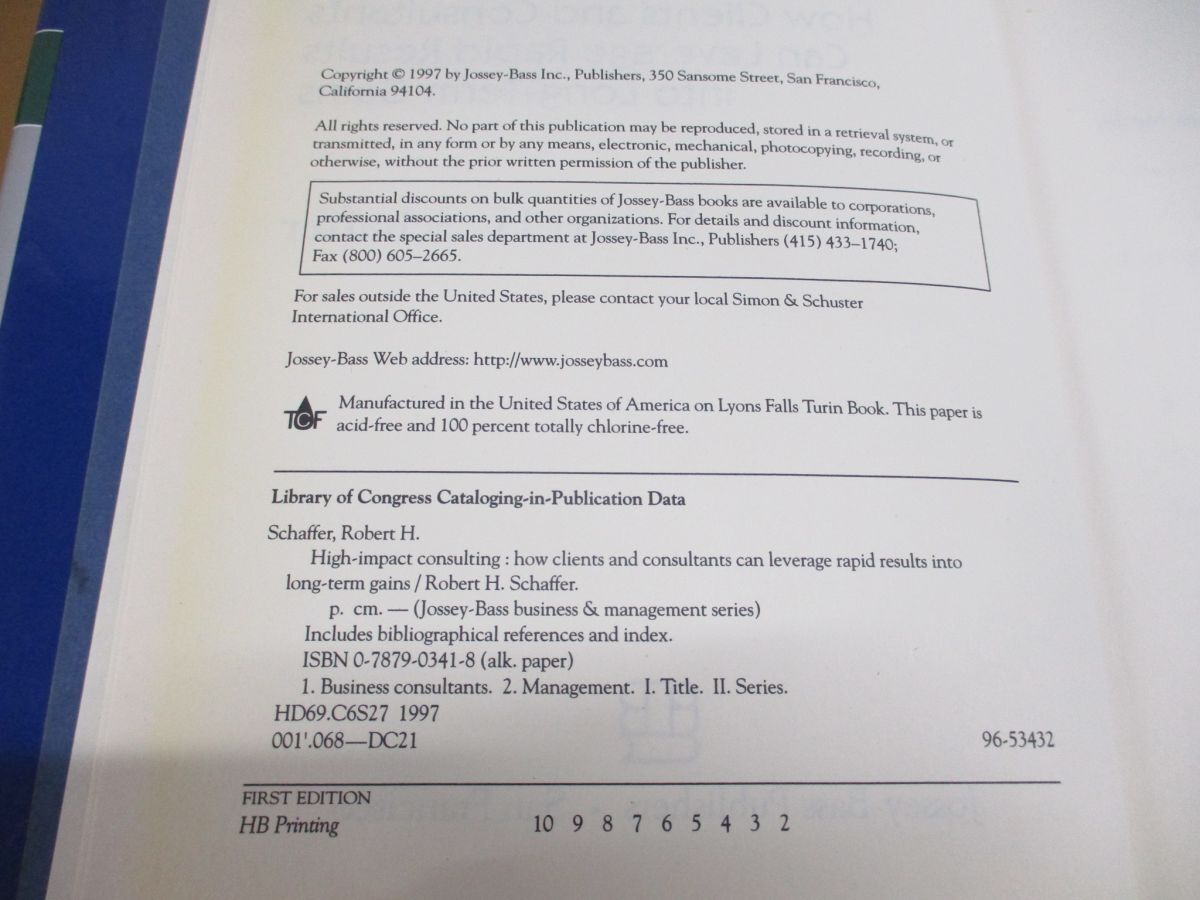 Copyright © 1997 by Jossey-Bass Inc., Publishers, 350 Sansome Street, San Francisco,
California 94104.
All rights reserved. No part of this publication may be reproduced, stored in a retrieval system, or
transmitted, in any form or by any means, electronic, mechanical, photocopying, recording, or
otherwise, without the prior written permission of the publisher.
Substantial discounts on bulk quantities of Jossey-Bass books are available to corporations,
professional associations, and other organizations. For details and discount information,
contact the special sales department at Jossey-Bass Inc., Publishers (415) 433–1740;
Fax (800) 605–2665.
For sales outside the United States, please contact your local Simon & Schuster
International Office.
Jossey-Bass Web address: http://www.josseybass.com
TCF
Manufactured in the United States of America on Lyons Falls Turin Book. This paper is
acid-free and 100 percent totally chlorine-free.
Library of Congress Cataloging-in-Publication Data
Schaffer, Robert H.
High-impact consulting : how clients and consultants can leverage rapid results into
long-term gains / Robert H. Schaffer.
p. cm. — (Jossey-Bass business & management series)
Includes bibliographical references and index.
ISBN 0-7879-0341-8 (alk. paper)
1. Business consultants. 2. Management. I. Title. II. Series.
HD69.C6S27 1997
001'.068—DC21 96-53432
FIRST EDITION
HB Printing 10 9 8 7 6 5 4 3 2